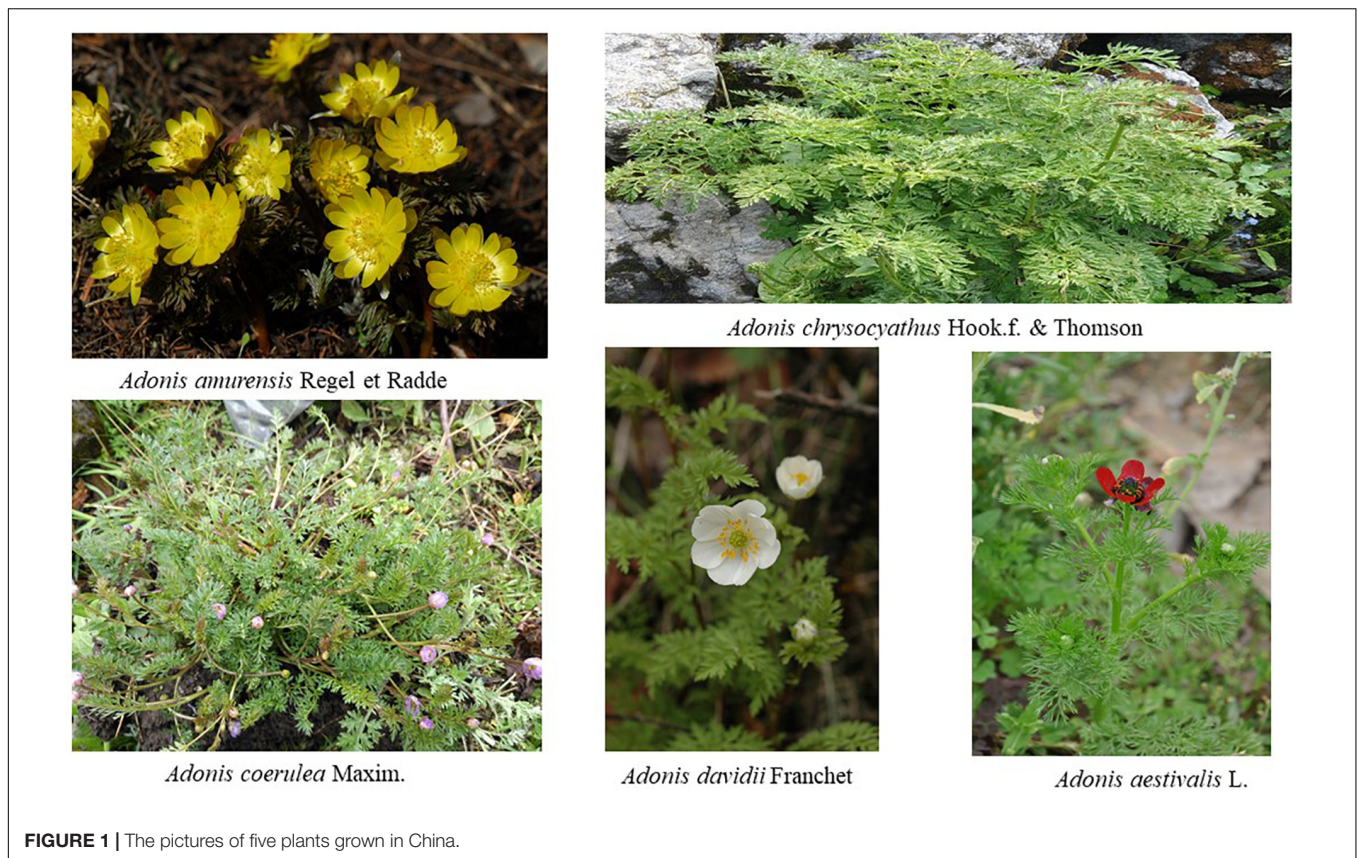 Adonis amurensis Regel et Radde
Adonis chrysocyathus Hook.f. & Thomson
Adonis coerulea Maxim.
Adonis davidii Franchet
Adonis aestivalis L.
FIGURE 1 | The pictures of five plants grown in China.